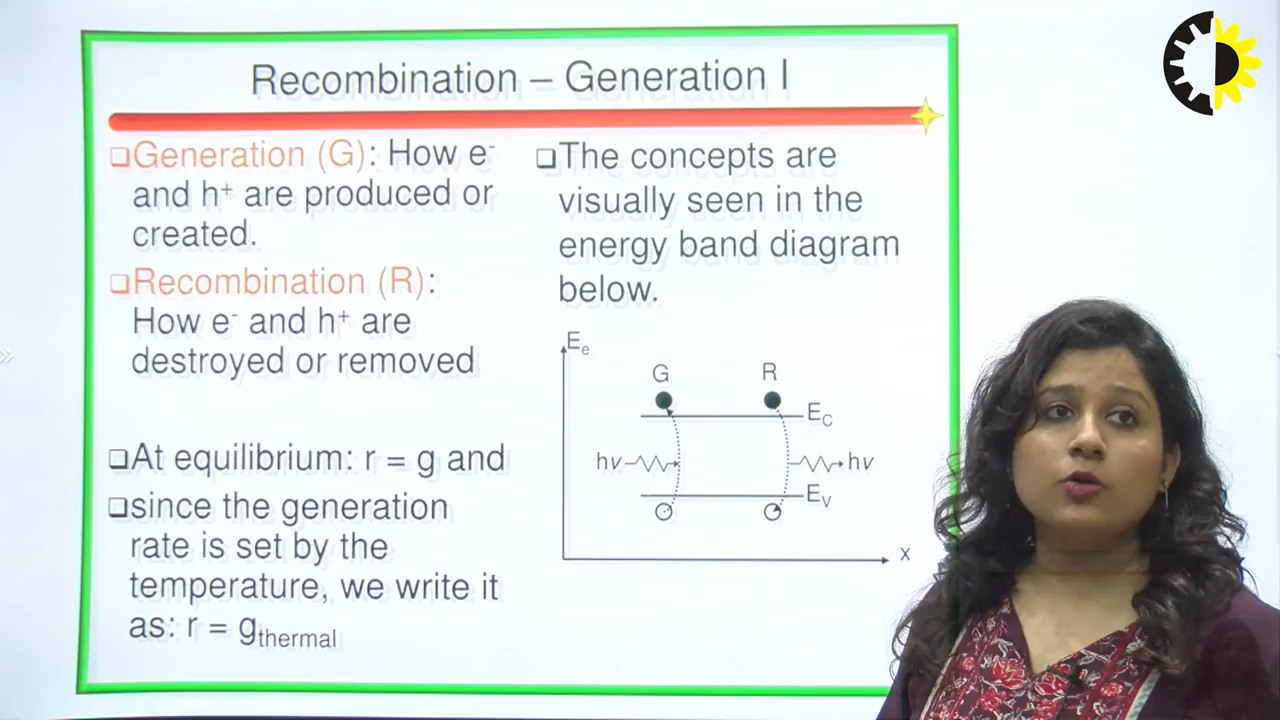 Recombination – Generation I
❑Generation (G): How e⁻
and h⁺ are produced or
created.
❑Recombination (R):
How e⁻ and h⁺ are
destroyed or removed
❑At equilibrium: r = g and
❑since the generation
rate is set by the
temperature, we write it
as: r = gthermal
❑The concepts are
visually seen in the
energy band diagram
below.
Ee
G
R
EC
hν
hν
EV
x